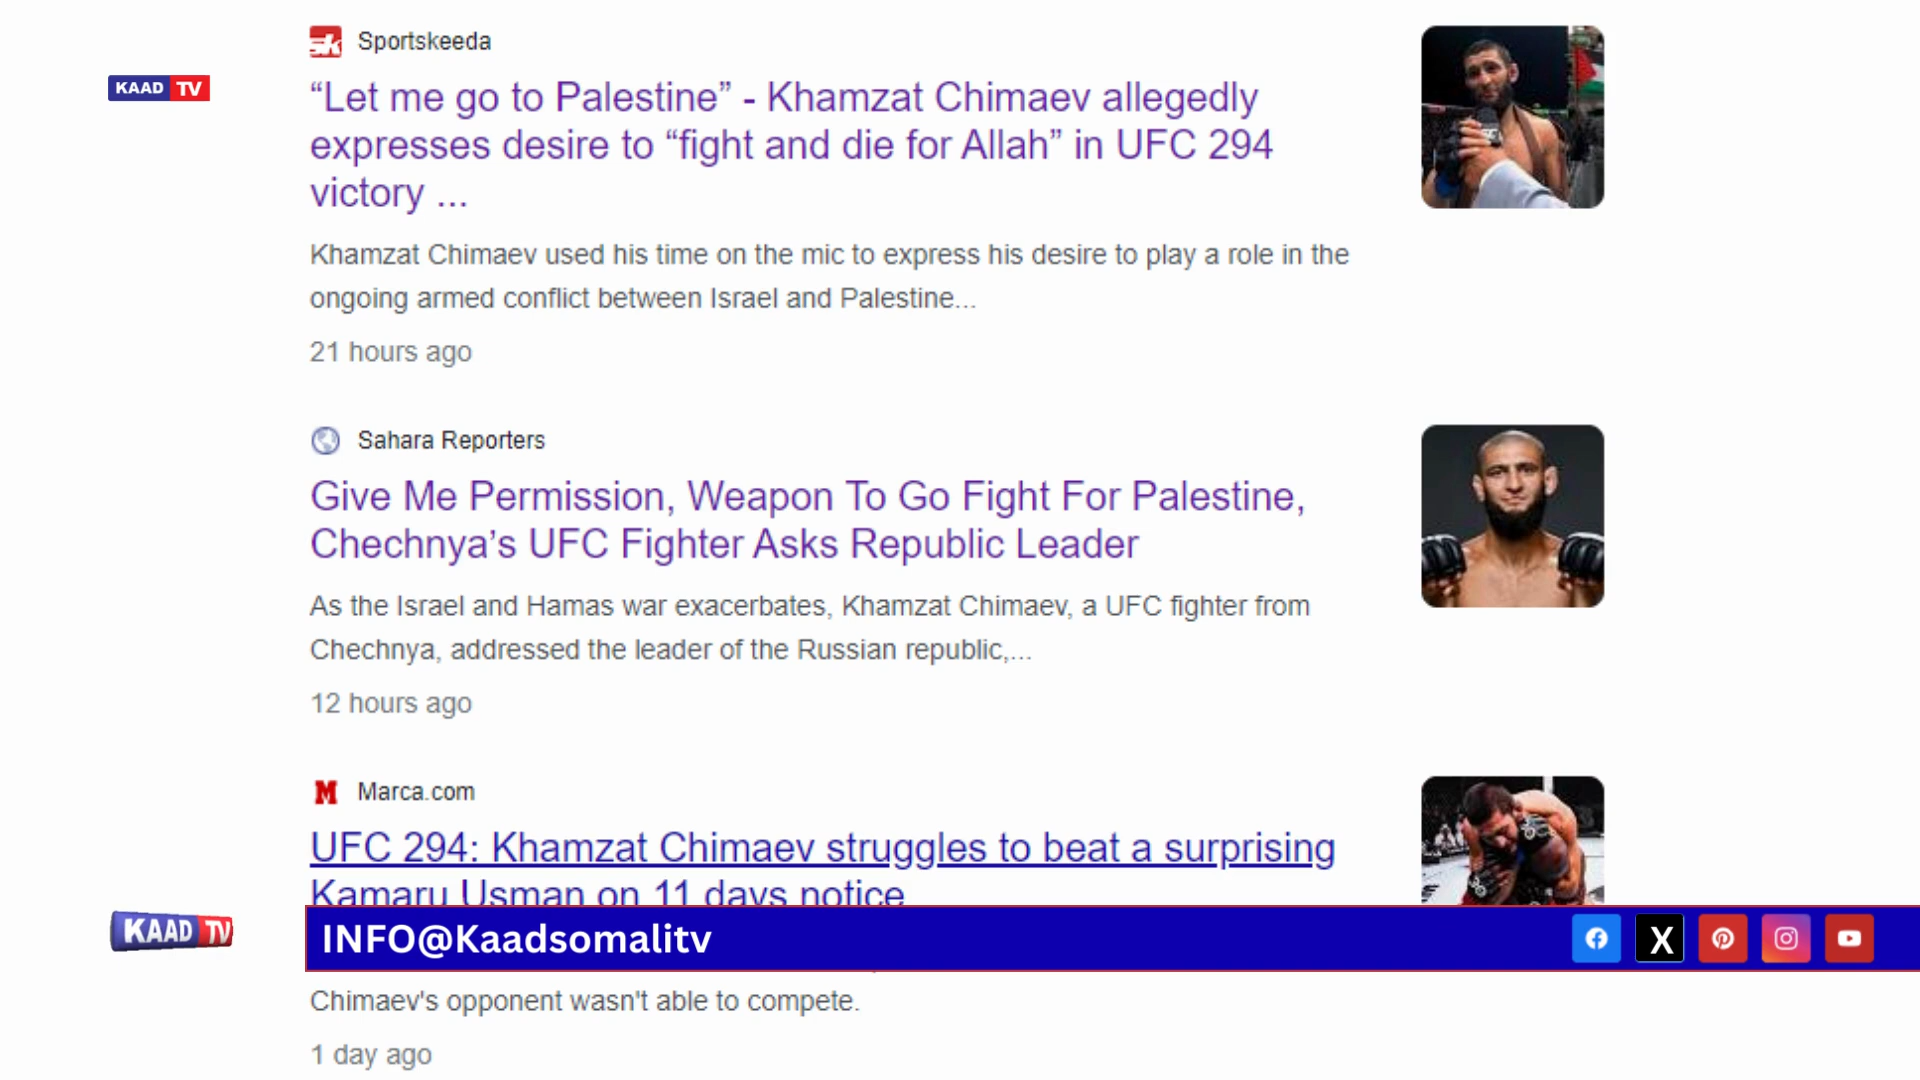 Sportskeeda
KAAD TV
“Let me go to Palestine” - Khamzat Chimaev allegedly
expresses desire to “fight and die for Allah” in UFC 294
victory ...
Khamzat Chimaev used his time on the mic to express his desire to play a role in the
ongoing armed conflict between Israel and Palestine...
21 hours ago
Sahara Reporters
Give Me Permission, Weapon To Go Fight For Palestine,
Chechnya’s UFC Fighter Asks Republic Leader
As the Israel and Hamas war exacerbates, Khamzat Chimaev, a UFC fighter from
Chechnya, addressed the leader of the Russian republic,...
12 hours ago
Marca.com
UFC 294: Khamzat Chimaev struggles to beat a surprising
Kamaru Usman on 11 days notice
KAAD TV
INFO@Kaadsomalitv
Chimaev's opponent wasn't able to compete.
1 day ago